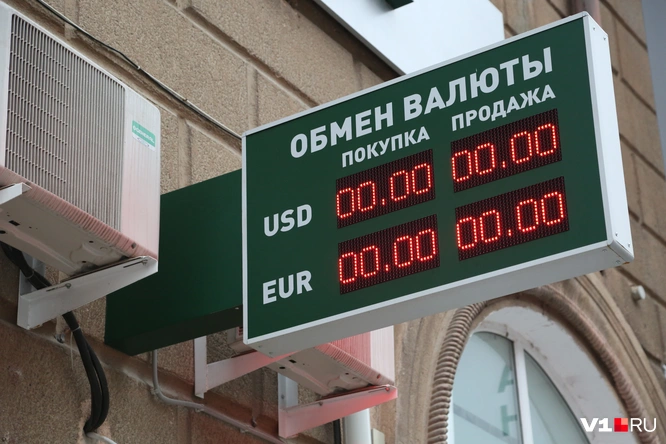 ОБМЕН ВАЛЮТЫ
ПОКУПКА ПРОДАЖА
USD 00.00 00.00
EUR 00.00 00.00
V1.RU